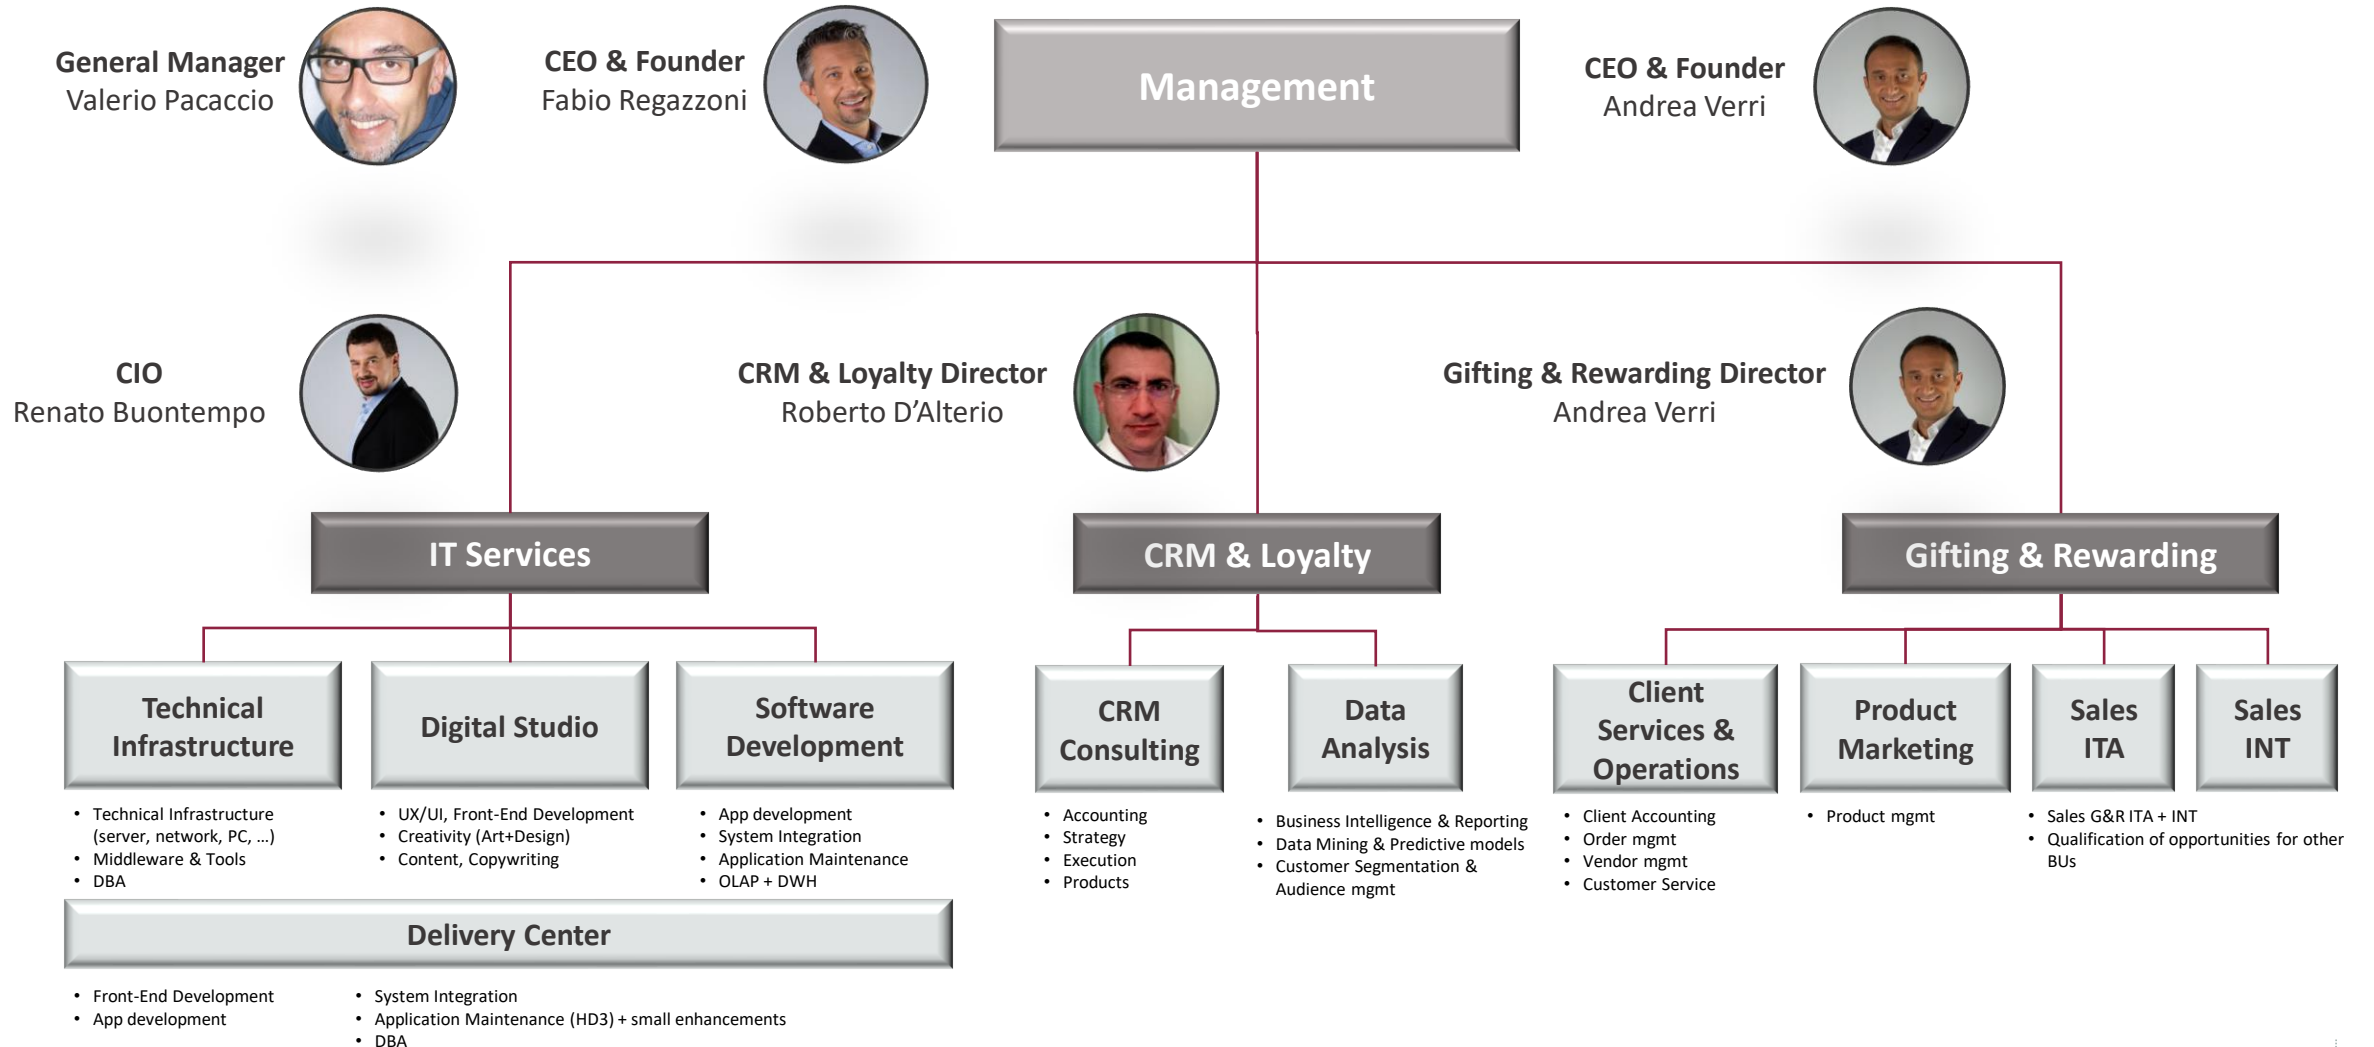 General Manager
Valerio Pacaccio
CEO & Founder
Fabio Regazzoni
Management
CEO & Founder
Andrea Verri
CIO
Renato Buontempo
CRM & Loyalty Director
Roberto D’Alterio
Gifting & Rewarding Director
Andrea Verri
IT Services
CRM & Loyalty
Gifting & Rewarding
Technical
Infrastructure
Digital Studio
Software
Development
CRM
Consulting
Data
Analysis
Client
Services &
Operations
Product
Marketing
Sales
ITA
Sales
INT
• Technical Infrastructure
(server, network, PC, …)
• Middleware & Tools
• DBA
• UX/UI, Front-End Development
• Creativity (Art+Design)
• Content, Copywriting
• App development
• System Integration
• Application Maintenance
• OLAP + DWH
• Accounting
• Strategy
• Execution
• Products
• Business Intelligence & Reporting
• Data Mining & Predictive models
• Customer Segmentation &
Audience mgmt
• Client Accounting
• Order mgmt
• Vendor mgmt
• Customer Service
• Product mgmt
• Sales G&R ITA + INT
• Qualification of opportunities for other
BUs
Delivery Center
• Front-End Development
• App development
• System Integration
• Application Maintenance (HD3) + small enhancements
• DBA